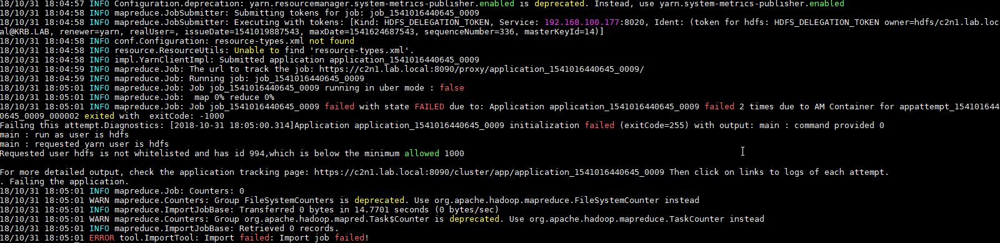 18/10/31 18:04:57 INFO Configuration.deprecation: yarn.resourcemanager.system-metrics-publisher.enabled is deprecated. Instead, use yarn.system-metrics-publisher.enabled
18/10/31 18:04:58 INFO mapreduce.JobSubmitter: Submitting tokens for job: job_1541016440645_0009
18/10/31 18:04:58 INFO mapreduce.JobSubmitter: Executing with tokens: [Kind: HDFS_DELEGATION_TOKEN, Service: 192.168.100.177:8020, Ident: (token for hdfs: HDFS_DELEGATION_TOKEN owner=hdfs/c2n1.lab.loc
al@KRB.LAB, renewer=yarn, realUser=, issueDate=1541019887543, maxDate=1541624687543, sequenceNumber=336, masterKeyId=14)]
18/10/31 18:04:58 INFO conf.Configuration: resource-types.xml not found
18/10/31 18:04:58 INFO resource.ResourceUtils: Unable to find 'resource-types.xml'.
18/10/31 18:04:58 INFO impl.YarnClientImpl: Submitted application application_1541016440645_0009
18/10/31 18:04:59 INFO mapreduce.Job: The url to track the job: https://c2n1.lab.local:8090/proxy/application_1541016440645_0009/
18/10/31 18:04:59 INFO mapreduce.Job: Running job: job_1541016440645_0009
18/10/31 18:05:01 INFO mapreduce.Job: Job job_1541016440645_0009 running in uber mode : false
18/10/31 18:05:01 INFO mapreduce.Job:  map 0% reduce 0%
18/10/31 18:05:01 INFO mapreduce.Job: Job job_1541016440645_0009 failed with state FAILED due to: Application application_1541016440645_0009 failed 2 times due to AM Container for appattempt_154101644
0645_0009_000002 exited with  exitCode: -1000
Failing this attempt.Diagnostics: [2018-10-31 18:05:00.314]Application application_1541016440645_0009 initialization failed (exitCode=255) with output: main : command provided 0
main : run as user is hdfs
main : requested yarn user is hdfs
Requested user hdfs is not whitelisted and has id 994,which is below the minimum allowed 1000
For more detailed output, check the application tracking page: https://c2n1.lab.local:8090/cluster/app/application_1541016440645_0009 Then click on links to logs of each attempt.
. Failing the application.
18/10/31 18:05:01 INFO mapreduce.Job: Counters: 0
18/10/31 18:05:01 WARN mapreduce.Counters: Group FileSystemCounters is deprecated. Use org.apache.hadoop.mapreduce.FileSystemCounter instead
18/10/31 18:05:01 INFO mapreduce.ImportJobBase: Transferred 0 bytes in 14.7701 seconds (0 bytes/sec)
18/10/31 18:05:01 WARN mapreduce.Counters: Group org.apache.hadoop.mapred.Task$Counter is deprecated. Use org.apache.hadoop.mapreduce.TaskCounter instead
18/10/31 18:05:01 INFO mapreduce.ImportJobBase: Retrieved 0 records.
18/10/31 18:05:01 ERROR tool.ImportTool: Import failed: Import job failed!